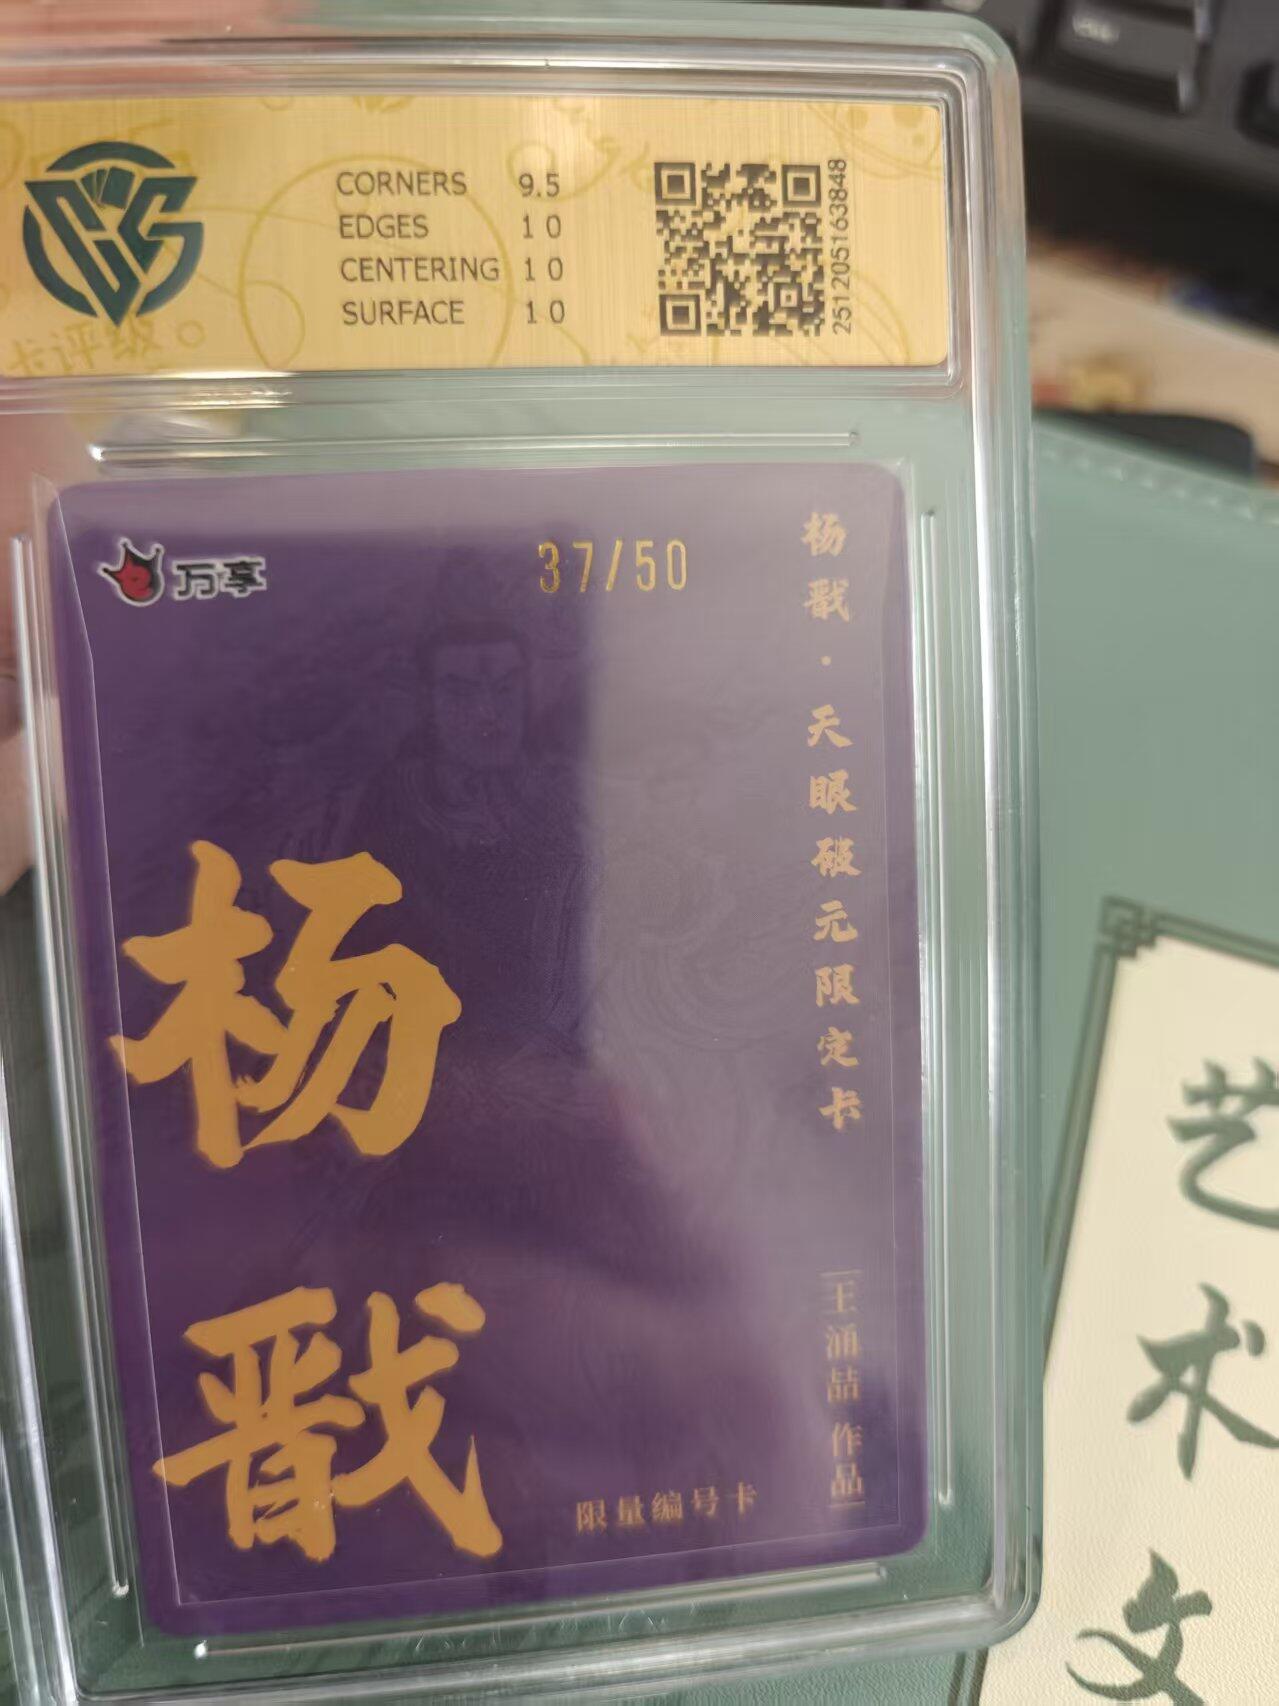 CCG
卡评级
CORNERS 9.5
EDGES 10
CENTERING 10
SURFACE 10
251205163848
万享
37/50
杨戬·天眼破元限定卡
杨戬
王涌喆 作品
限量编号卡
艺术文